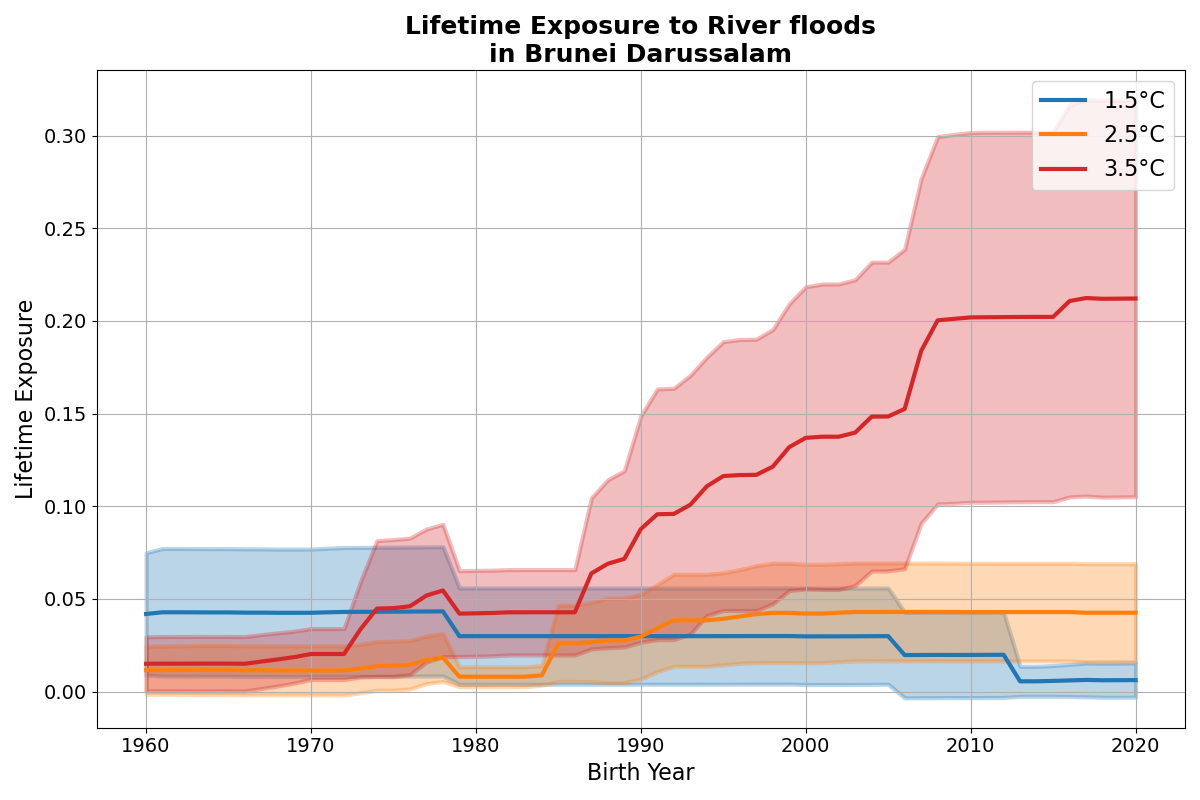 Lifetime Exposure to River floods
in Brunei Darussalam
1.5°C
2.5°C
3.5°C
0.30
0.25
0.20
0.15
0.10
0.05
0.00
Lifetime Exposure
1960 1970 1980 1990 2000 2010 2020
Birth Year